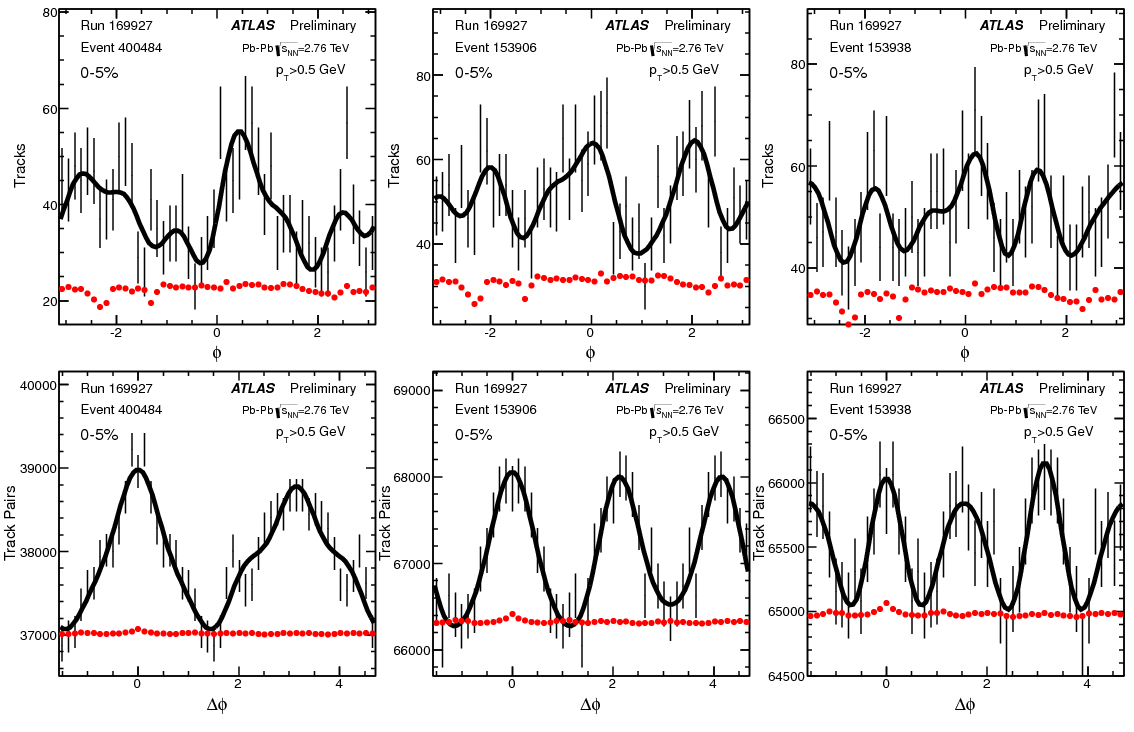 Run 169927 ATLAS Preliminary
Event 400484 Pb-Pb √sNN=2.76 TeV
0-5% pT>0.5 GeV
Tracks
80
60
40
20
-2 0 2
ϕ
Run 169927 ATLAS Preliminary
Event 153906 Pb-Pb √sNN=2.76 TeV
0-5% pT>0.5 GeV
Tracks
80
60
40
-2 0 2
ϕ
Run 169927 ATLAS Preliminary
Event 153938 Pb-Pb √sNN=2.76 TeV
0-5% pT>0.5 GeV
Tracks
80
60
40
-2 0 2
ϕ
Run 169927 ATLAS Preliminary
Event 400484 Pb-Pb √sNN=2.76 TeV
0-5% pT>0.5 GeV
Track Pairs
40000
39000
38000
37000
0 2 4
Δϕ
Run 169927 ATLAS Preliminary
Event 153906 Pb-Pb √sNN=2.76 TeV
0-5% pT>0.5 GeV
Track Pairs
69000
68000
67000
66000
0 2 4
Δϕ
Run 169927 ATLAS Preliminary
Event 153938 Pb-Pb √sNN=2.76 TeV
0-5% pT>0.5 GeV
Track Pairs
66500
66000
65500
65000
64500
0 2 4
Δϕ